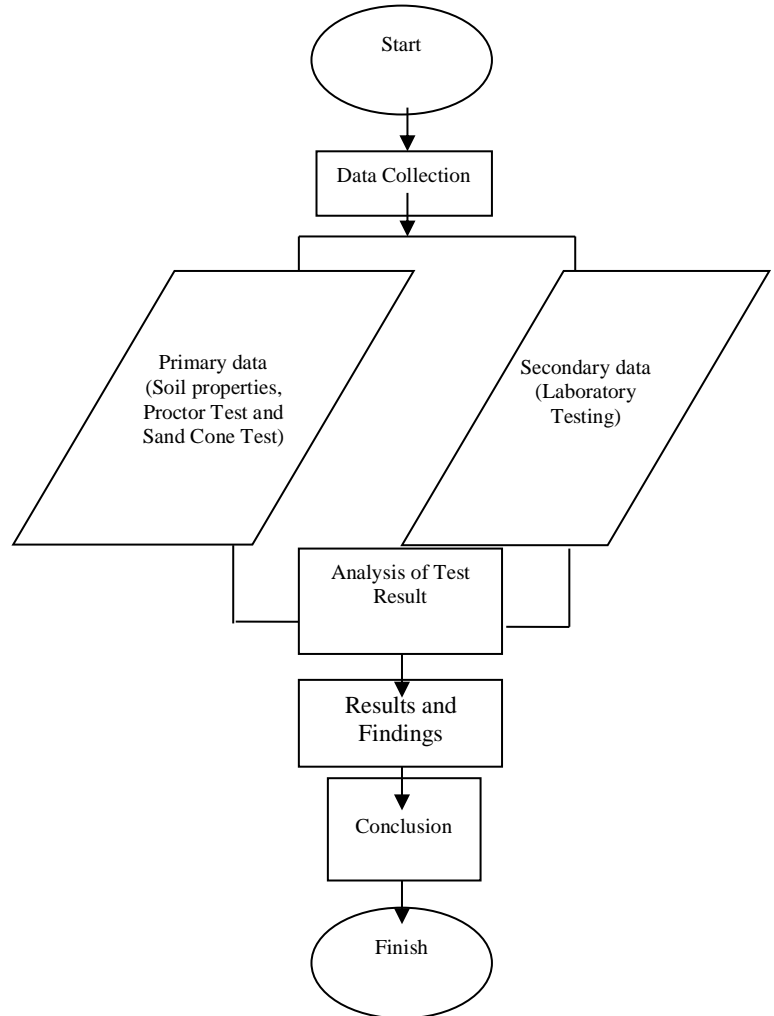 Start
Data Collection
Primary data
(Soil properties,
Proctor Test and
Sand Cone Test)
Secondary data
(Laboratory
Testing)
Analysis of Test
Result
Results and
Findings
Conclusion
Finish